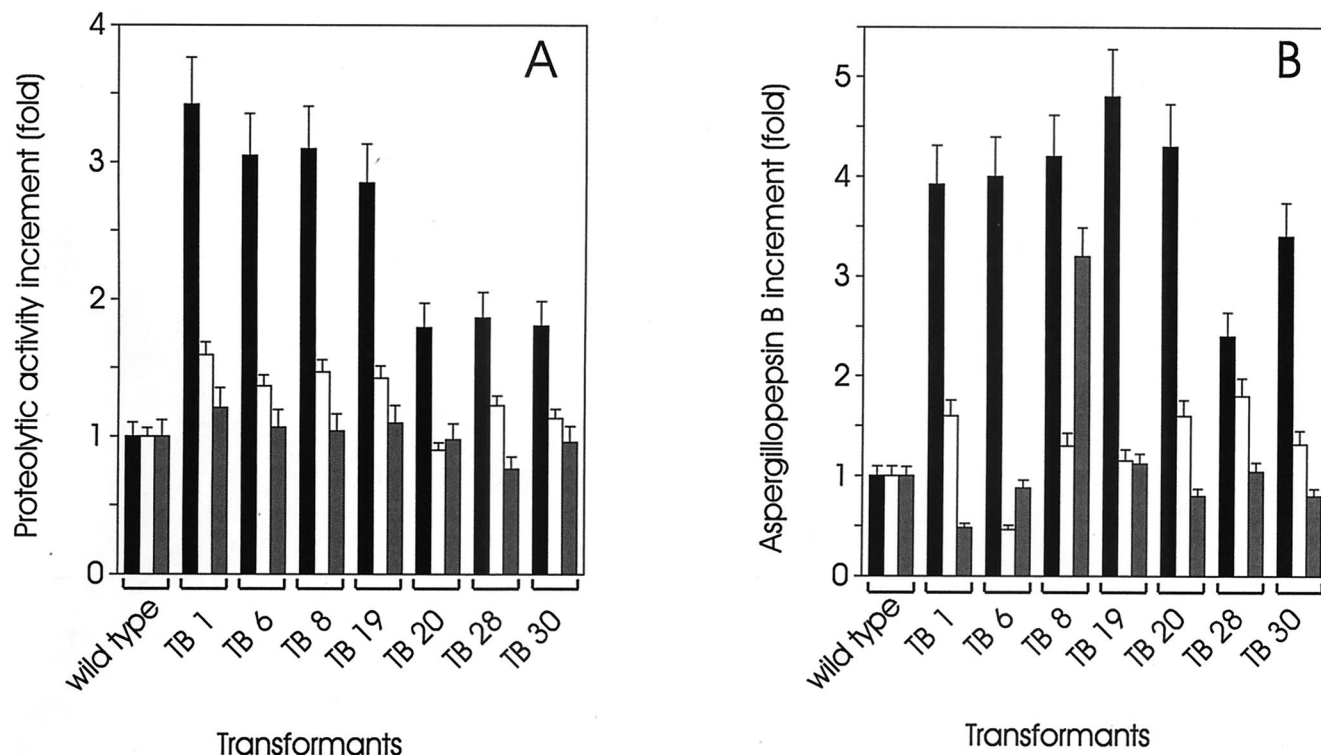 A
Proteolytic activity increment (fold)
4
3
2
1
0
wild type
TB 1
TB 6
TB 8
TB 19
TB 20
TB 28
TB 30
Transformants
B
Aspergillopepsin B increment (fold)
5
4
3
2
1
0
wild type
TB 1
TB 6
TB 8
TB 19
TB 20
TB 28
TB 30
Transformants